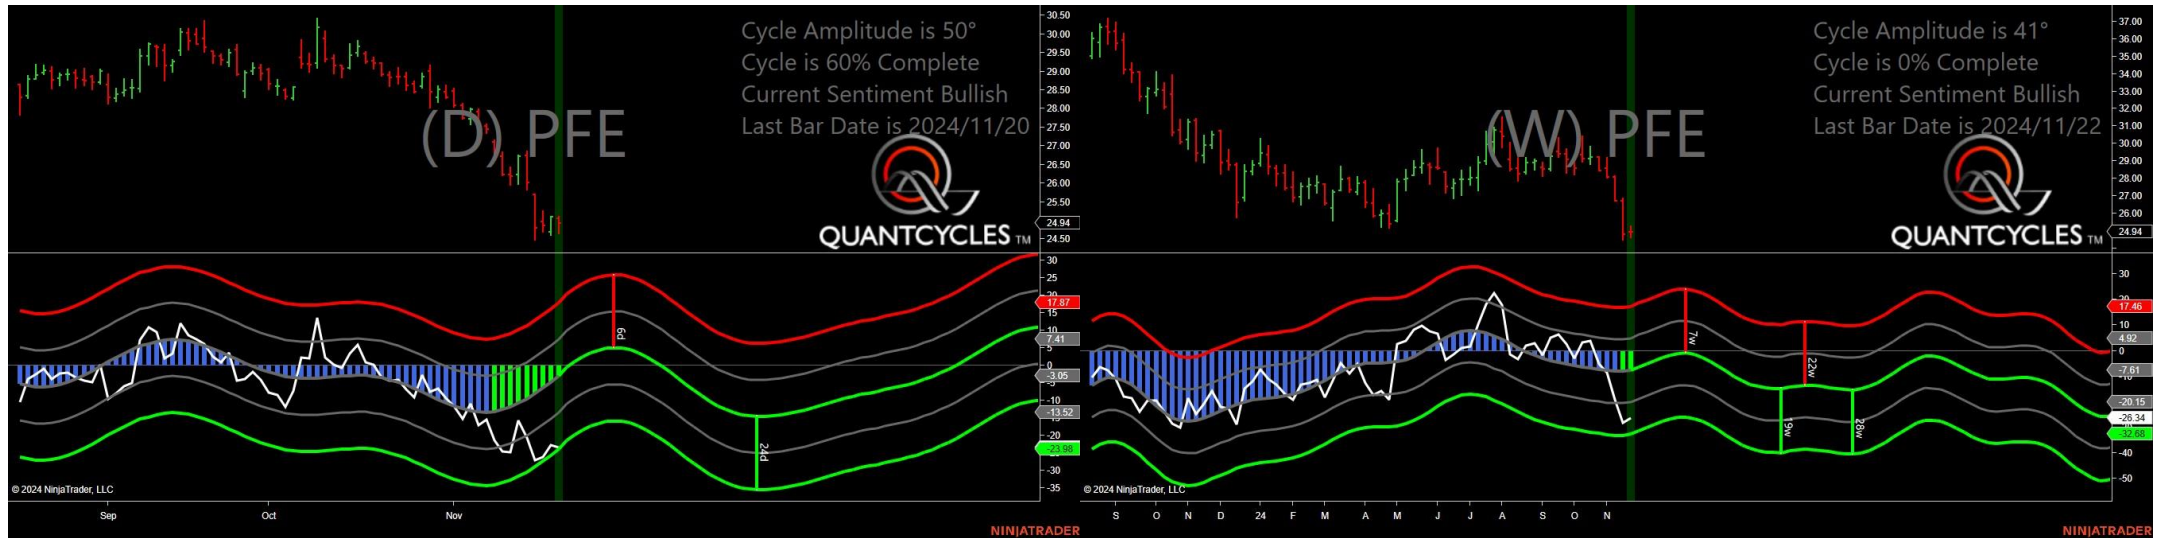 Cycle Amplitude is 50°
Cycle is 60% Complete
Current Sentiment Bullish
Last Bar Date is 2024/11/20
(D) PFE
QUANTCYCLES TM
30.50
30.00
29.50
29.00
28.50
28.00
27.50
27.00
26.50
26.00
25.50
24.94
24.50
30
25
20
17.87
15
10
7.41
5
0
-3.05
-5
-10
-13.52
-20
-23.98
-30
-35
6d
24d
© 2024 NinjaTrader, LLC
Sep
Oct
Nov
NINJATRADER
Cycle Amplitude is 41°
Cycle is 0% Complete
Current Sentiment Bullish
Last Bar Date is 2024/11/22
(W) PFE
QUANTCYCLES TM
37.00
36.00
35.00
34.00
33.00
32.00
31.00
30.00
29.00
28.00
27.00
26.00
24.94
30
20
17.46
10
4.92
0
-7.61
-10
-20.15
-26.34
-32.68
-40
-50
7w
22w
19w
28w
© 2024 NinjaTrader, LLC
S
O
N
D
24
F
M
A
M
J
J
A
S
O
N
NINJATRADER